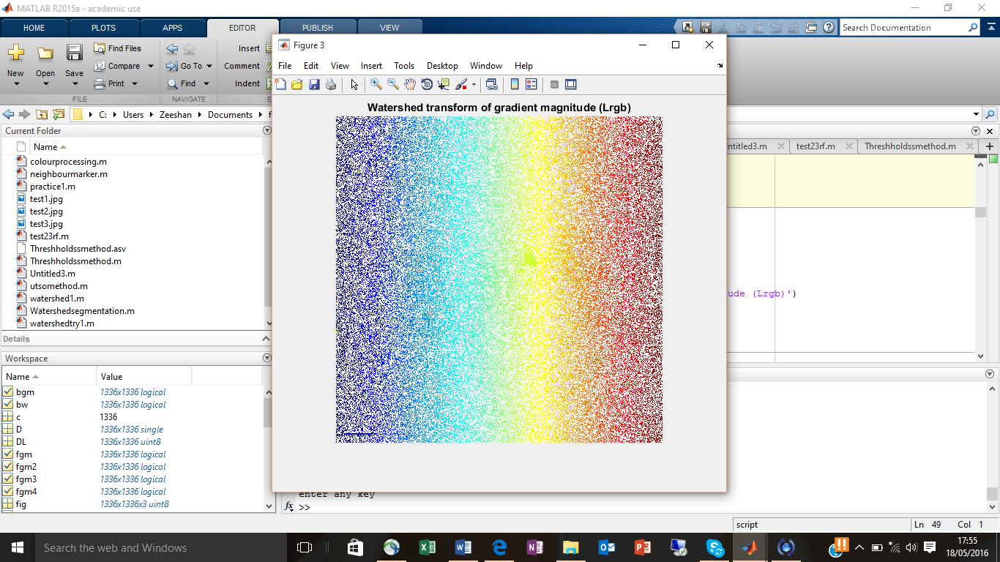 MATLAB R2015a - academic use
HOME PLOTS APPS EDITOR PUBLISH VIEW
Search Documentation
New
Open
Save
Find Files
Compare
Print
FILE
Go To
Find
NAVIGATE
Insert
Comment
Indent
C: Users Zeeshan Documents
Current Folder
Name
colourprocessing.m
neighbourmarker.m
practice1.m
test1.jpg
test2.jpg
test3.jpg
test23rf.m
Threshholdssmethod.asv
Threshholdssmethod.m
Untitled3.m
utsomethod.m
watershed1.m
Watershedsegmentation.m
watershedtry1.m
Details
Workspace
Name Value
bgm 1336x1336 logical
bw 1336x1336 logical
c 1336
D 1336x1336 single
DL 1336x1336 uint8
fgm 1336x1336 logical
fgm2 1336x1336 logical
fgm3 1336x1336 logical
fgm4 1336x1336 logical
fig 1336x1336x3 uint8
Figure 3
File Edit View Insert Tools Desktop Window Help
Watershed transform of gradient magnitude (Lrgb)
ntitled3.m test23rf.m Threshholdssmethod.m
ude (Lrgb)')
enter any key
fx >>
script Ln 49 Col 1
Search the web and Windows
17:55
18/05/2016